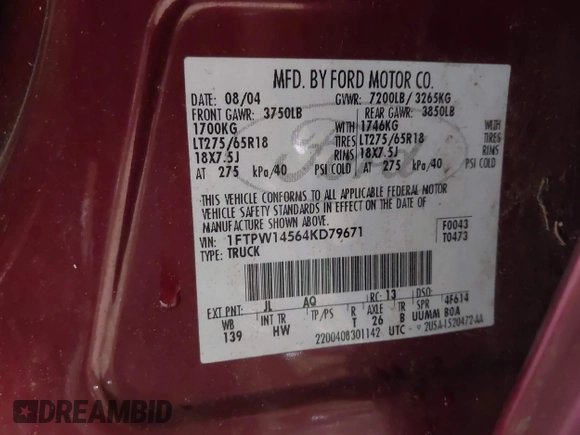 MFD. BY FORD MOTOR CO.
DATE: 08/04 GVWR: 7200LB/ 3265KG
FRONT GAWR: 3750LB REAR GAWR: 3850LB
1700KG WITH 1746KG WITH
LT275/65R18 TIRES LT275/65R18 TIRES
18X7.5J RIMS 18X7.5J RIMS
AT 275 kPa/40 PSI COLD AT 275 kPa/40 PSI COLD
THIS VEHICLE CONFORMS TO ALL APPLICABLE FEDERAL MOTOR
VEHICLE SAFETY STANDARDS IN EFFECT ON THE DATE OF
MANUFACTURE SHOWN ABOVE.
VIN: 1FTPW14564KD79671 F0043
TYPE: TRUCK T0473
Ford
EXT PNT: JL AQ RC: 13 DSO:
WB INT TR TP/PS R AXLE TR SPR 4F614
139 HW T 26 B UUMM BOA
2200408301142 UTC
DREAMBID